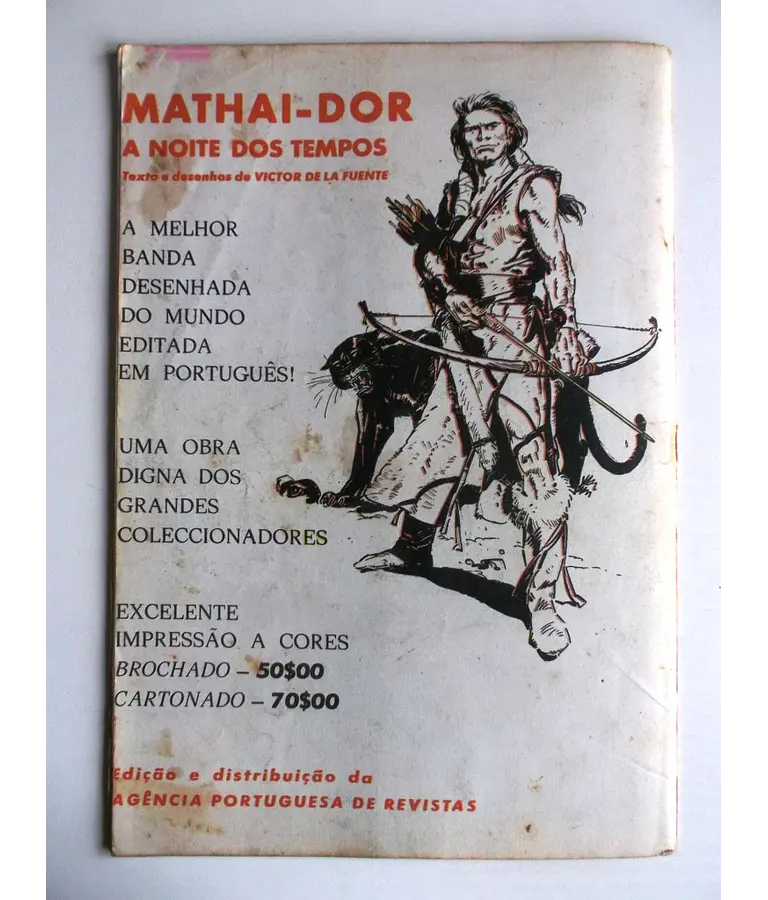 MATHAI-DOR
A NOITE DOS TEMPOS
Texto e desenhos de VICTOR DE LA FUENTE
A MELHOR
BANDA
DESENHADA
DO MUNDO
EDITADA
EM PORTUGUÊS!
UMA OBRA
DIGNA DOS
GRANDES
COLECCIONADORES
EXCELENTE
IMPRESSÃO A CORES
BROCHADO – 50$00
CARTONADO – 70$00
Edição e distribuição da
AGÊNCIA PORTUGUESA DE REVISTAS